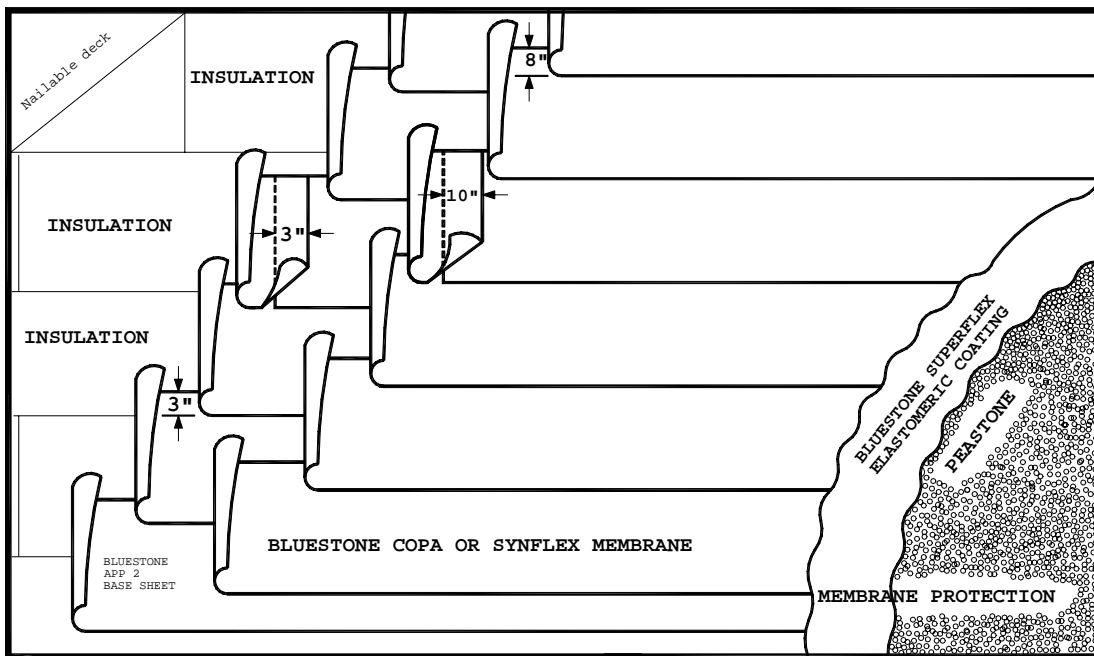 Nailable deck
INSULATION
8"
10"
INSULATION
3"
INSULATION
3"
BLUESTONE SUPERFLEX
ELASTOMERIC COATING
PEASTONE
BLUESTONE COPA OR SYNFLEX MEMBRANE
BLUESTONE
APP 2
BASE SHEET
MEMBRANE PROTECTION